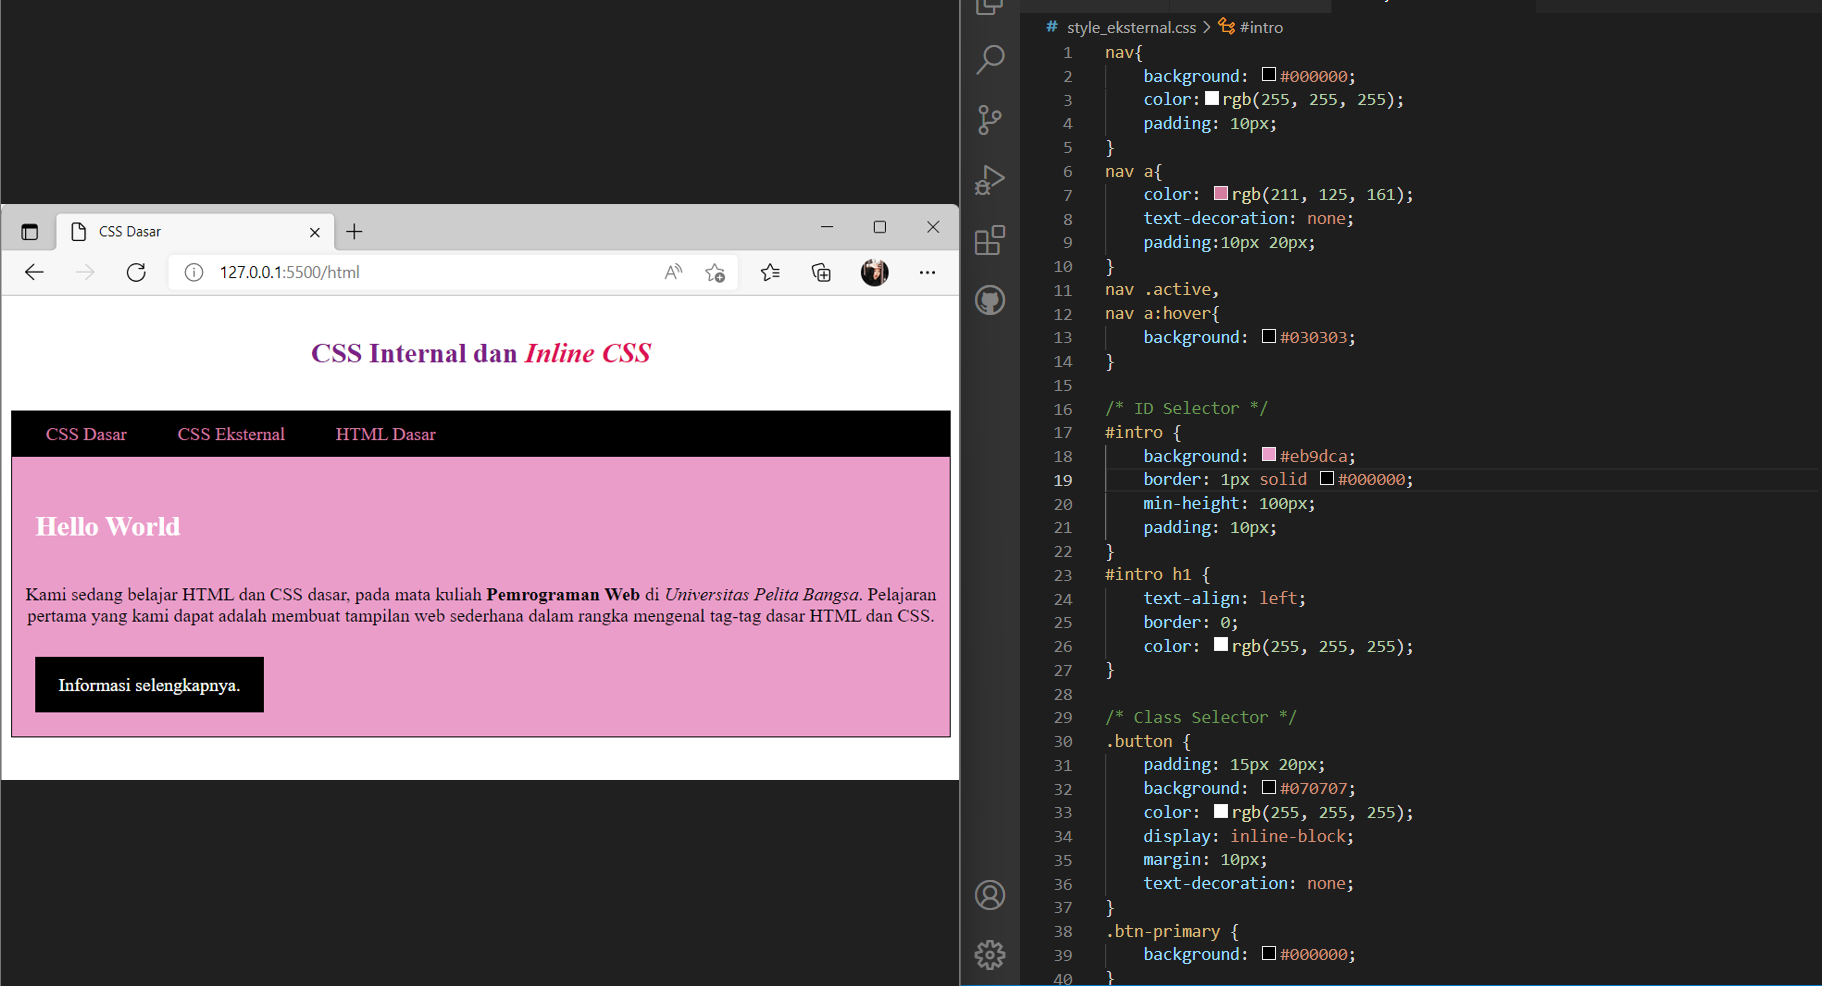 CSS Dasar
127.0.0.1:5500/html
CSS Internal dan Inline CSS
CSS Dasar CSS Eksternal HTML Dasar
Hello World
Kami sedang belajar HTML dan CSS dasar, pada mata kuliah Pemrograman Web di Universitas Pelita Bangsa. Pelajaran
pertama yang kami dapat adalah membuat tampilan web sederhana dalam rangka mengenal tag-tag dasar HTML dan CSS.
Informasi selengkapnya.
# style_eksternal.css > #intro
1 nav{
2 background: #000000;
3 color: rgb(255, 255, 255);
4 padding: 10px;
5 }
6 nav a{
7 color: rgb(211, 125, 161);
8 text-decoration: none;
9 padding:10px 20px;
10 }
11 nav .active,
12 nav a:hover{
13 background: #030303;
14 }
15
16 /* ID Selector */
17 #intro {
18 background: #eb9dca;
19 border: 1px solid #000000;
20 min-height: 100px;
21 padding: 10px;
22 }
23 #intro h1 {
24 text-align: left;
25 border: 0;
26 color: rgb(255, 255, 255);
27 }
28
29 /* Class Selector */
30 .button {
31 padding: 15px 20px;
32 background: #070707;
33 color: rgb(255, 255, 255);
34 display: inline-block;
35 margin: 10px;
36 text-decoration: none;
37 }
38 .btn-primary {
39 background: #000000;
40 }